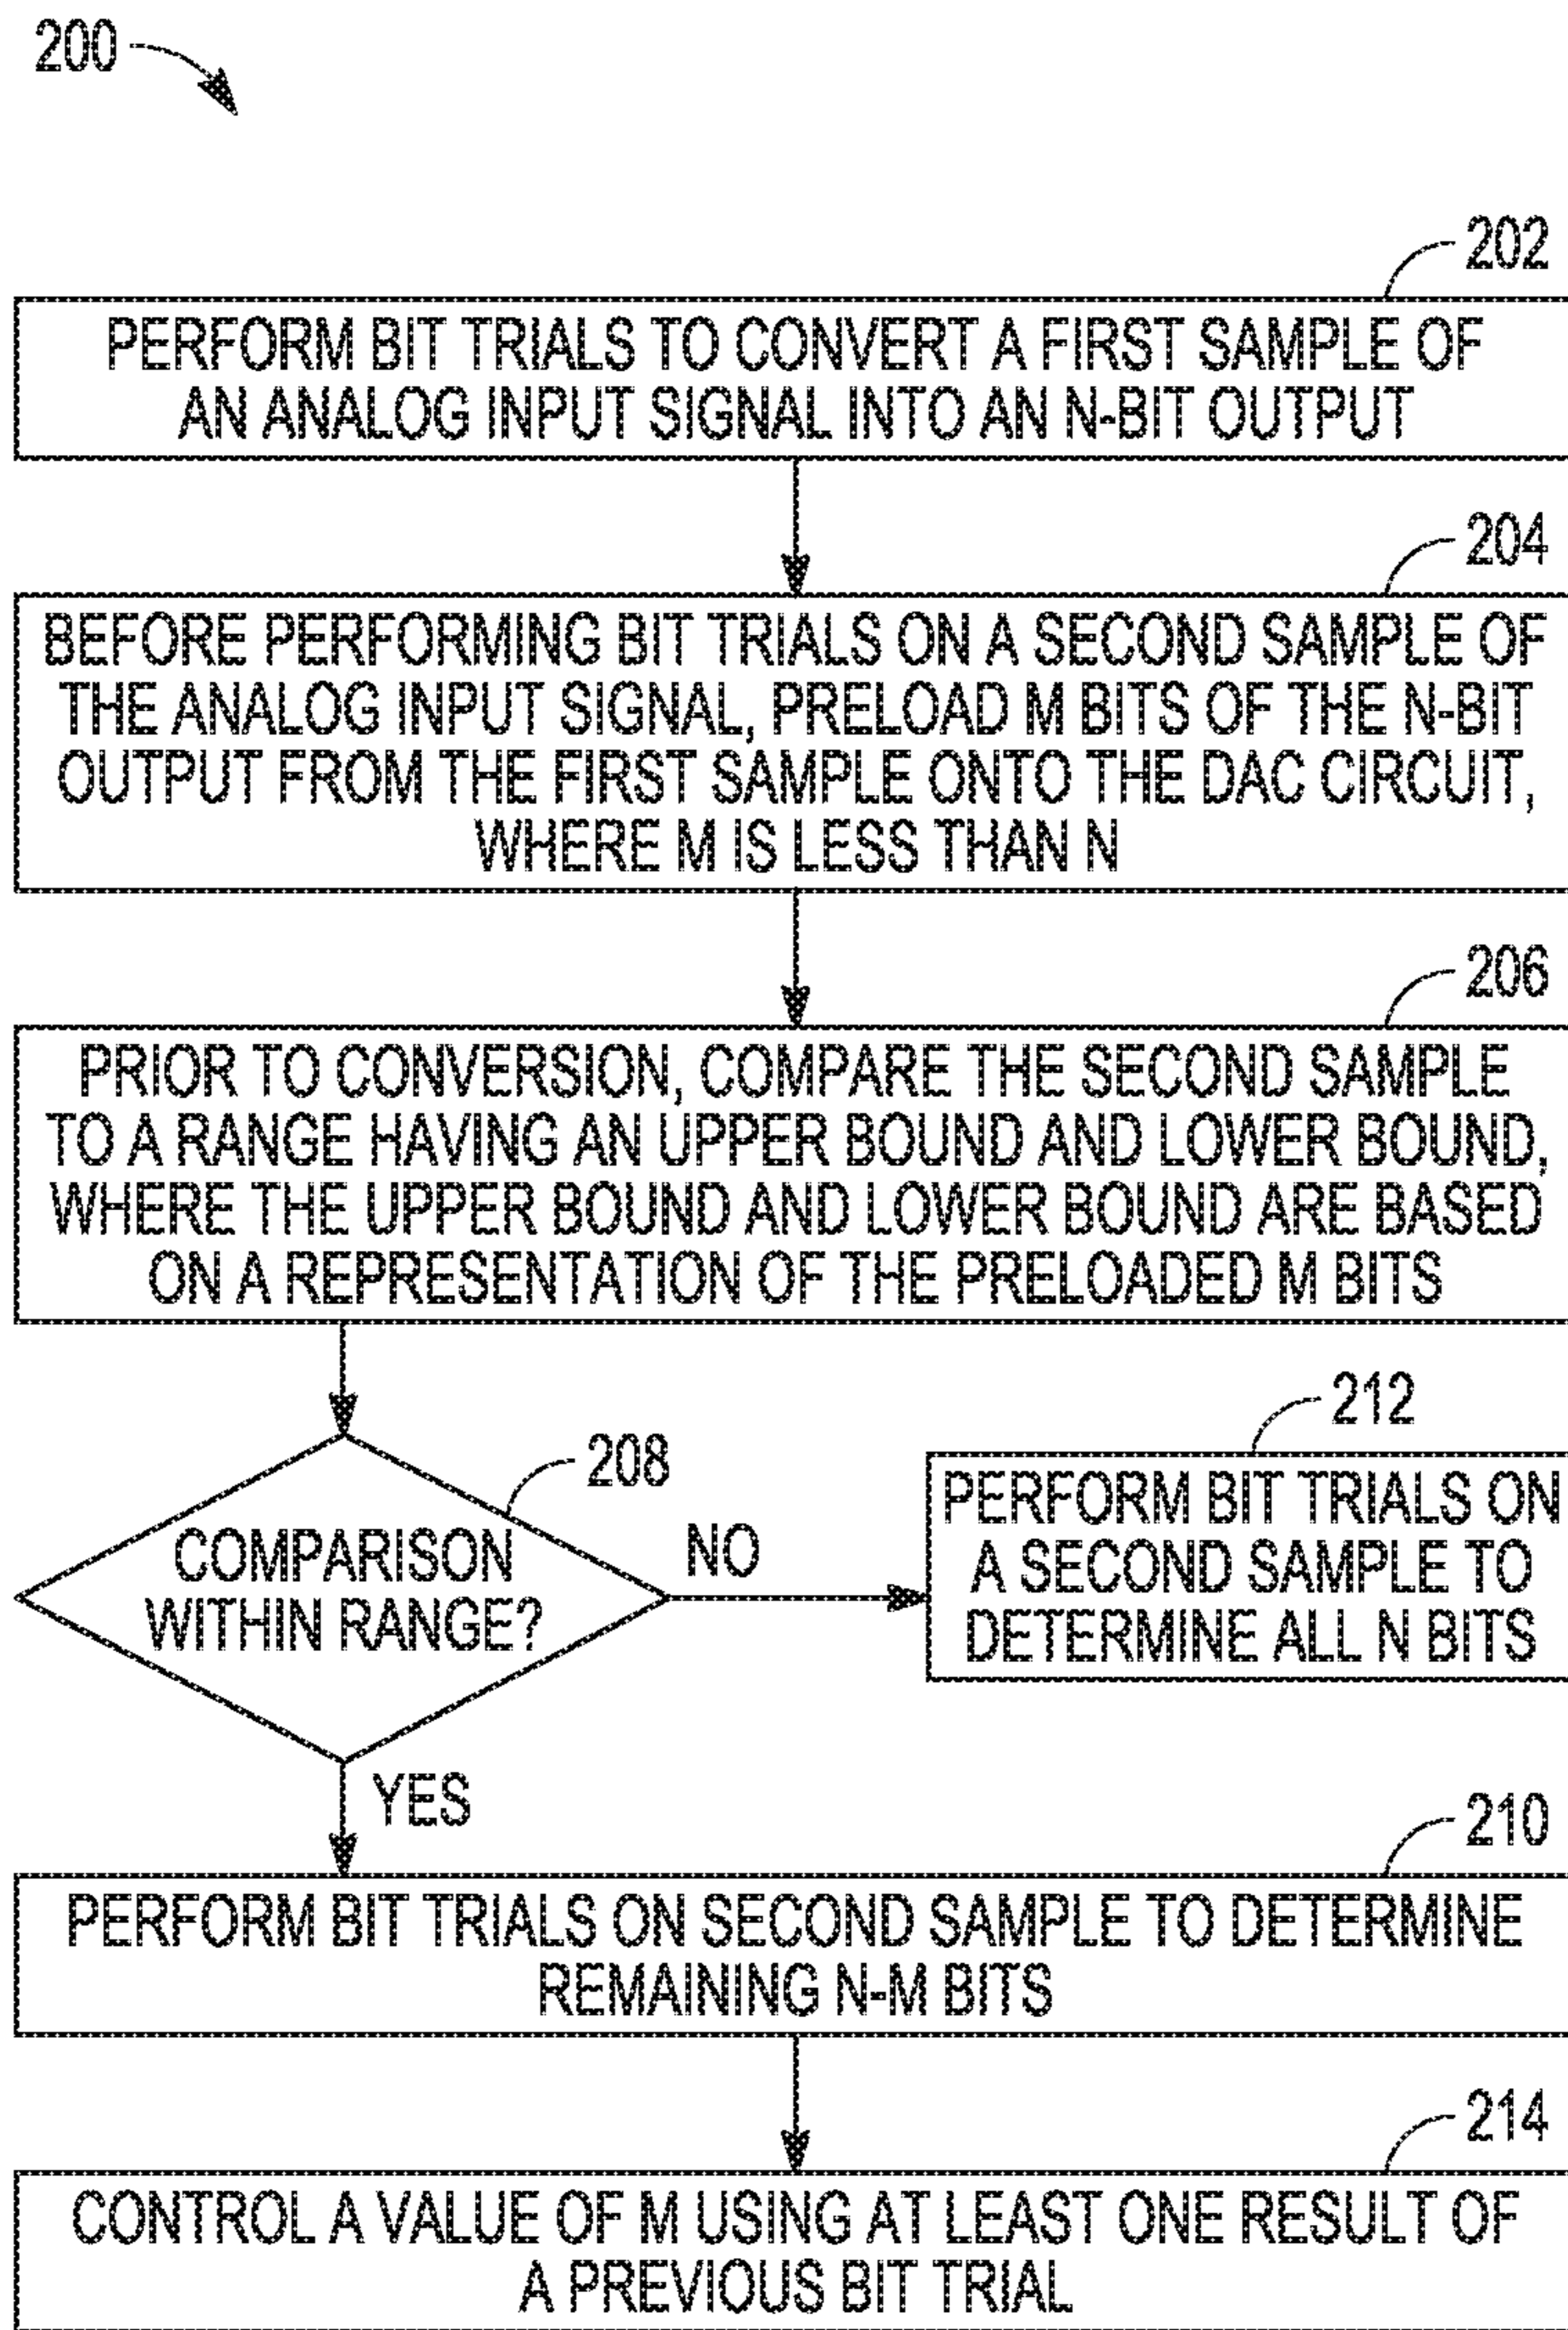 200
202
PERFORM BIT TRIALS TO CONVERT A FIRST SAMPLE OF
AN ANALOG INPUT SIGNAL INTO AN N-BIT OUTPUT
204
BEFORE PERFORMING BIT TRIALS ON A SECOND SAMPLE OF
THE ANALOG INPUT SIGNAL, PRELOAD M BITS OF THE N-BIT
OUTPUT FROM THE FIRST SAMPLE ONTO THE DAC CIRCUIT,
WHERE M IS LESS THAN N
206
PRIOR TO CONVERSION, COMPARE THE SECOND SAMPLE
TO A RANGE HAVING AN UPPER BOUND AND LOWER BOUND,
WHERE THE UPPER BOUND AND LOWER BOUND ARE BASED
ON A REPRESENTATION OF THE PRELOADED M BITS
208
COMPARISON
WITHIN RANGE?
NO
212
PERFORM BIT TRIALS ON
A SECOND SAMPLE TO
DETERMINE ALL N BITS
YES
210
PERFORM BIT TRIALS ON SECOND SAMPLE TO DETERMINE
REMAINING N-M BITS
214
CONTROL A VALUE OF M USING AT LEAST ONE RESULT OF
A PREVIOUS BIT TRIAL